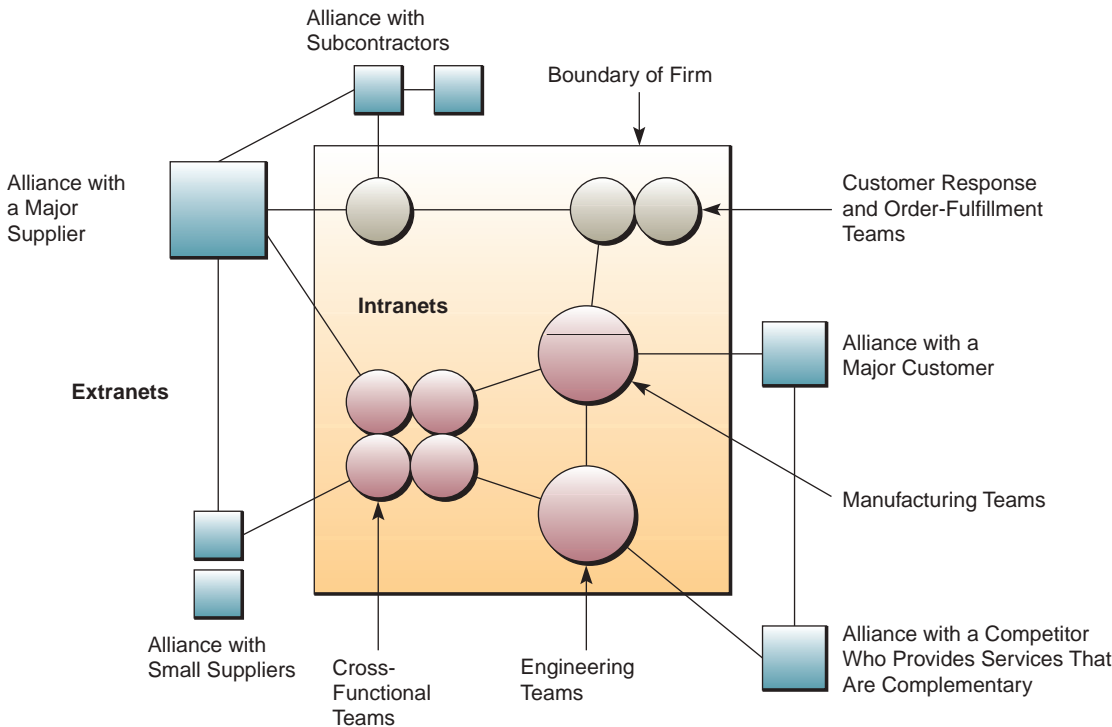 Alliance with
Subcontractors
Boundary of Firm
Alliance with
a Major
Supplier
Customer Response
and Order-Fulfillment
Teams
Intranets
Alliance with a
Major Customer
Extranets
Manufacturing Teams
Alliance with
Small Suppliers
Cross-
Functional
Teams
Engineering
Teams
Alliance with a Competitor
Who Provides Services That
Are Complementary